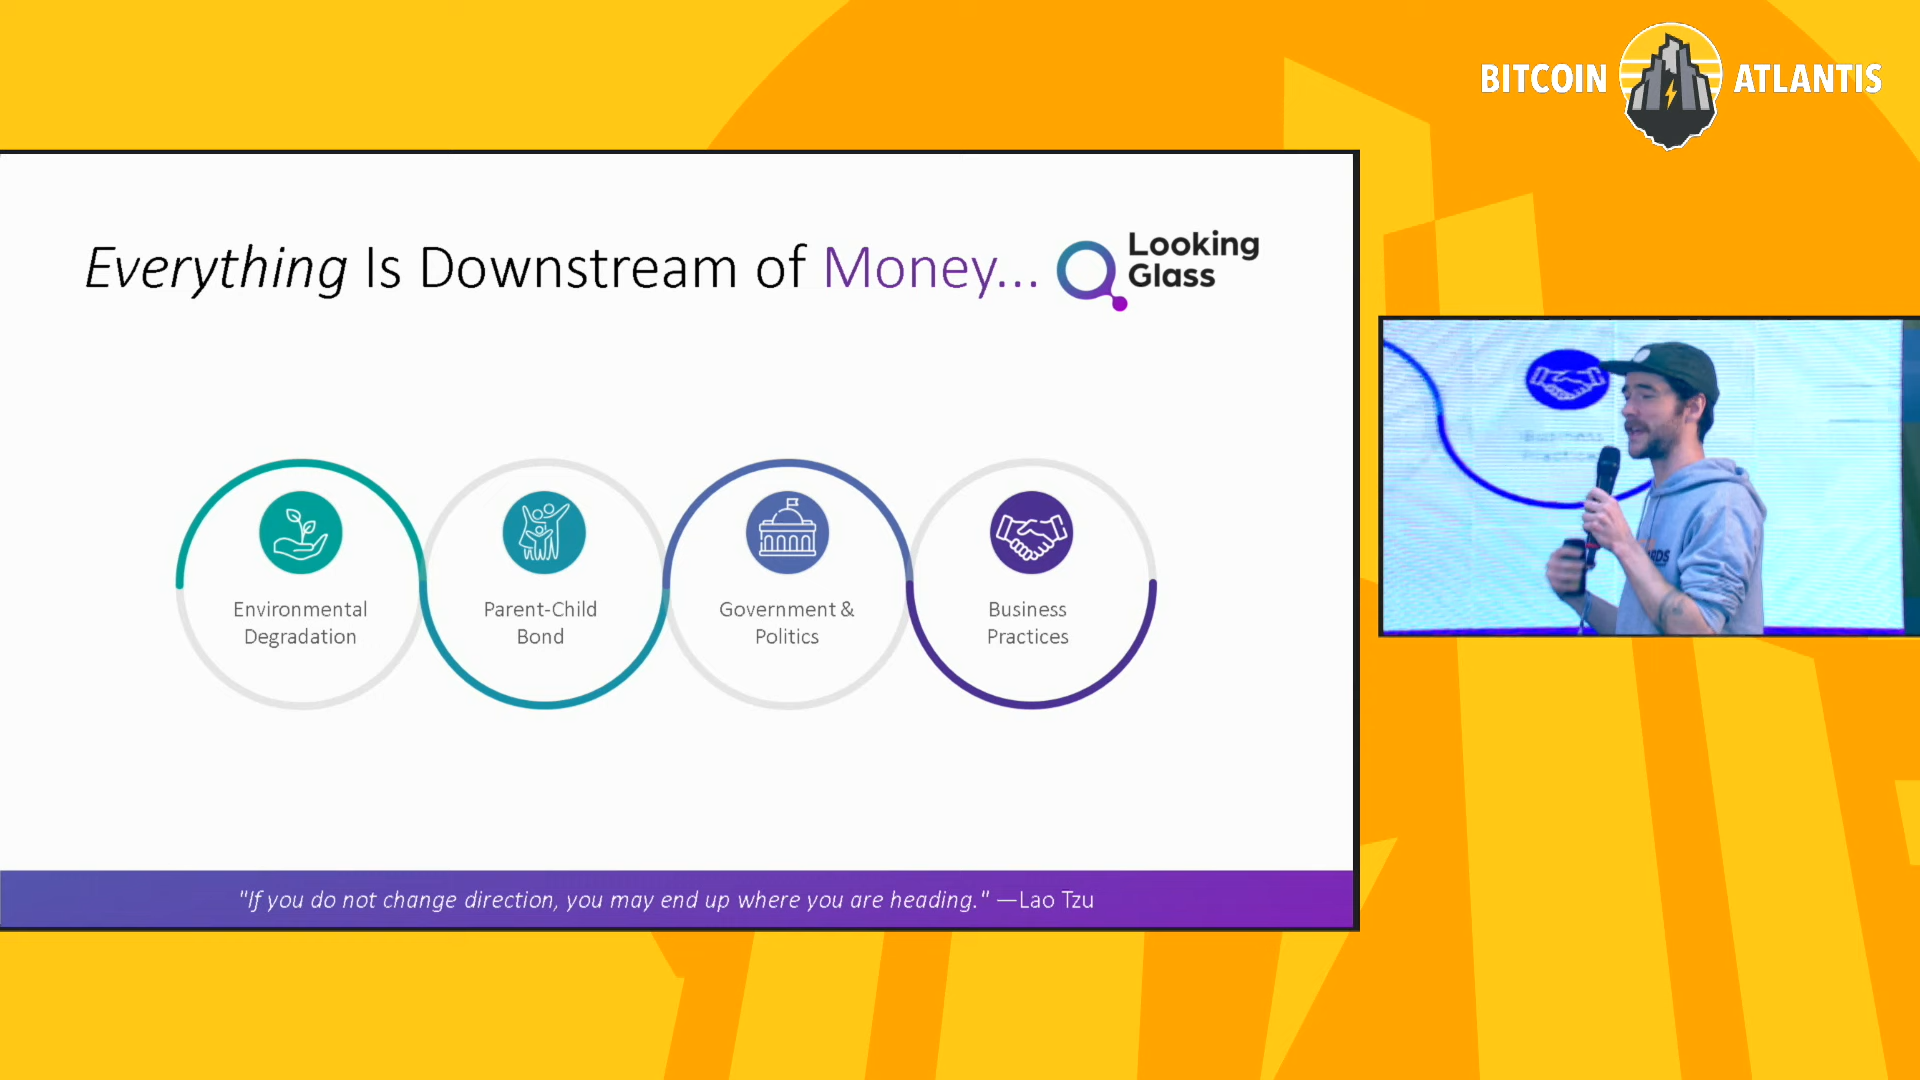 BITCOIN ATLANTIS
Everything Is Downstream of Money...
Looking
Glass
Environmental
Degradation
Parent-Child
Bond
Government &
Politics
Business
Practices
"If you do not change direction, you may end up where you are heading." —Lao Tzu